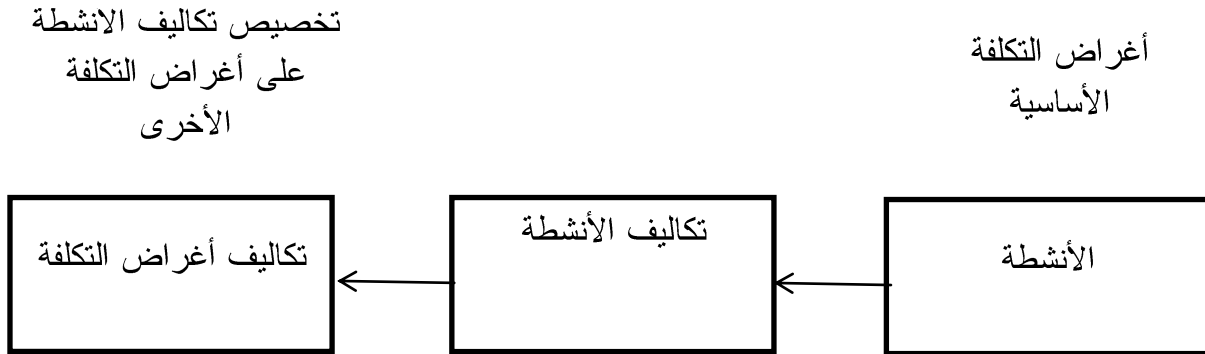 أغراض التكلفة
الأساسية
تخصيص تكاليف الانشطة
على أغراض التكلفة
الأخرى
الأنشطة
تكاليف الأنشطة
تكاليف أغراض التكلفة